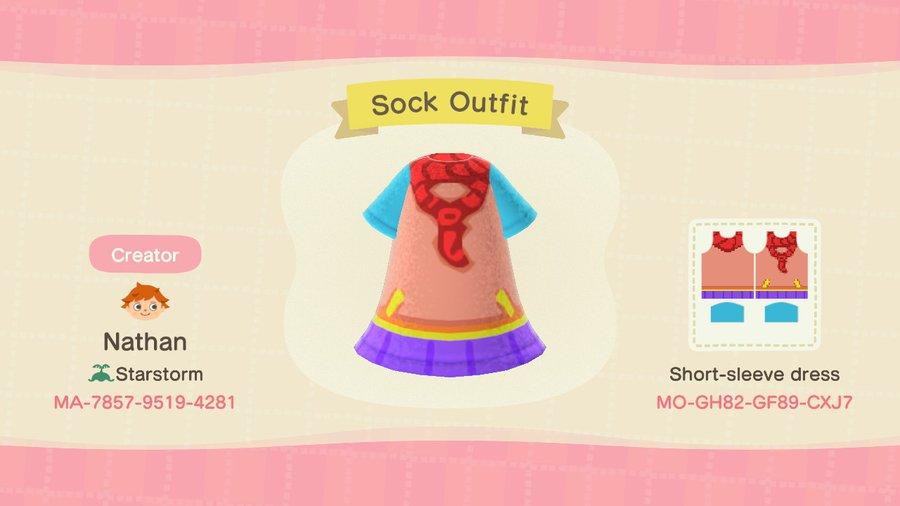 Sock Outfit
Creator
Nathan
Starstorm
MA-7857-9519-4281
Short-sleeve dress
MO-GH82-GF89-CXJ7